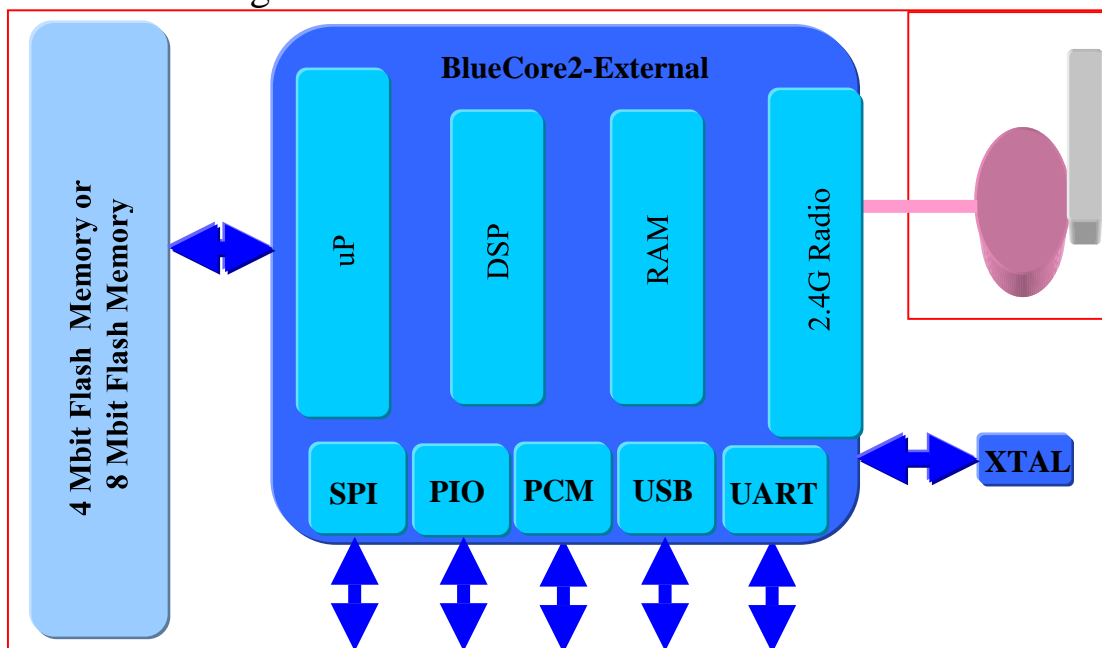 BlueCore2-External
4 Mbit Flash Memory or
8 Mbit Flash Memory
uP
DSP
RAM
2.4G Radio
XTAL
SPI
PIO
PCM
USB
UART